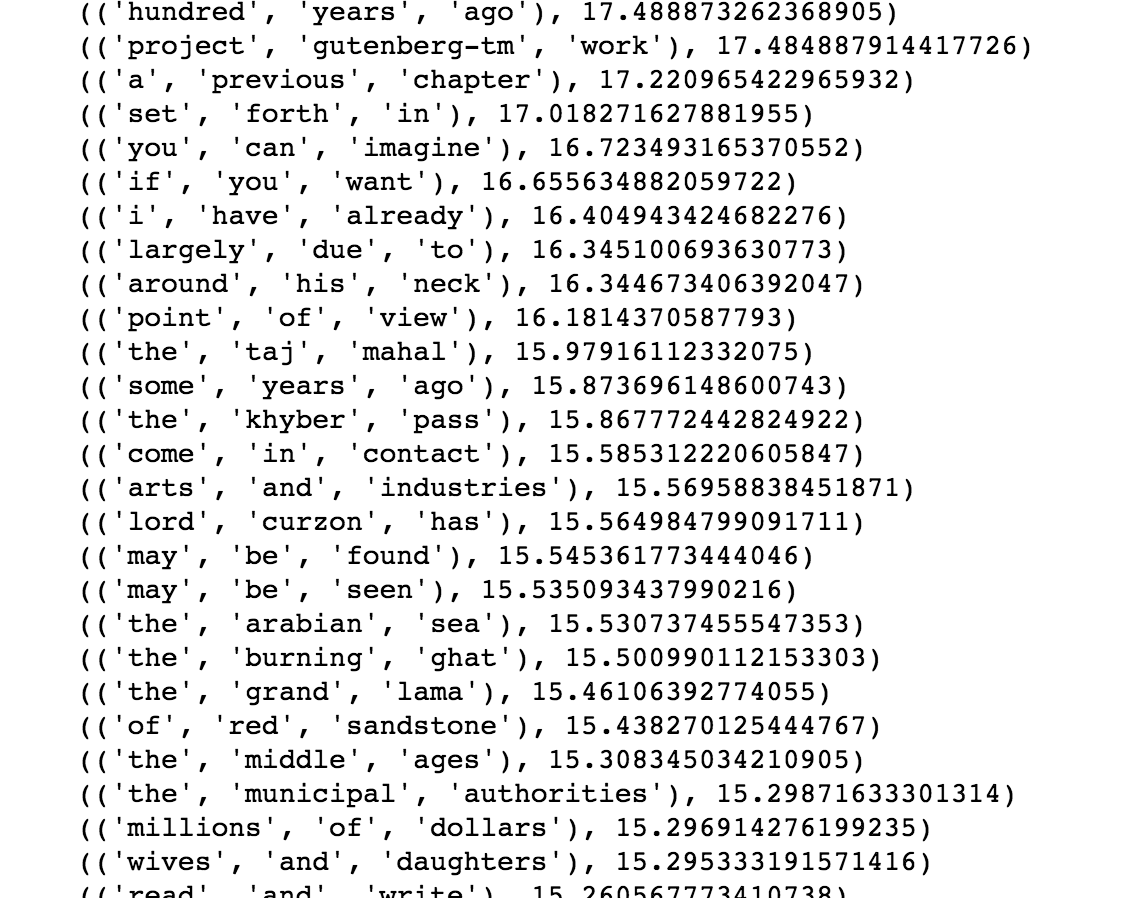 (('hundred', 'years', 'ago'), 17.488873262368905)
(('project', 'gutenberg-tm', 'work'), 17.484887914417726)
(('a', 'previous', 'chapter'), 17.220965422965932)
(('set', 'forth', 'in'), 17.018271627881955)
(('you', 'can', 'imagine'), 16.723493165370552)
(('if', 'you', 'want'), 16.655634882059722)
(('i', 'have', 'already'), 16.404943424682276)
(('largely', 'due', 'to'), 16.345100693630773)
(('around', 'his', 'neck'), 16.344673406392047)
(('point', 'of', 'view'), 16.1814370587793)
(('the', 'taj', 'mahal'), 15.97916112332075)
(('some', 'years', 'ago'), 15.873696148600743)
(('the', 'khyber', 'pass'), 15.867772442824922)
(('come', 'in', 'contact'), 15.585312220605847)
(('arts', 'and', 'industries'), 15.56958838451871)
(('lord', 'curzon', 'has'), 15.564984799091711)
(('may', 'be', 'found'), 15.545361773444046)
(('may', 'be', 'seen'), 15.535093437990216)
(('the', 'arabian', 'sea'), 15.530737455547353)
(('the', 'burning', 'ghat'), 15.500990112153303)
(('the', 'grand', 'lama'), 15.46106392774055)
(('of', 'red', 'sandstone'), 15.438270125444767)
(('the', 'middle', 'ages'), 15.308345034210905)
(('the', 'municipal', 'authorities'), 15.29871633301314)
(('millions', 'of', 'dollars'), 15.296914276199235)
(('wives', 'and', 'daughters'), 15.295333191571416)
(('read', 'and', 'write'), 15.260567773410738)